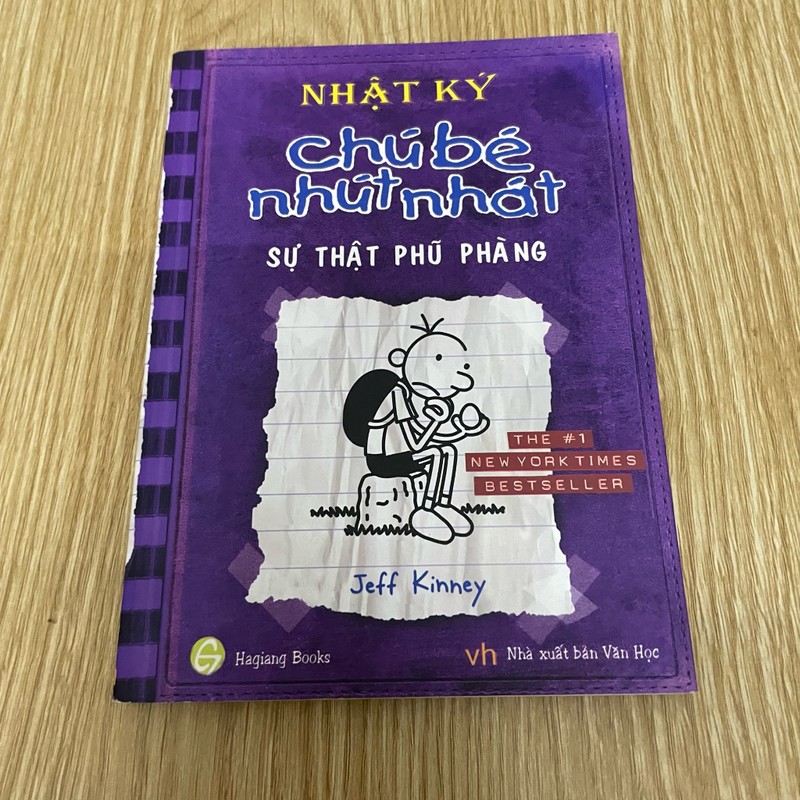 NHẬT KÝ
chú bé
nhút nhát
SỰ THẬT PHŨ PHÀNG
THE #1
NEW YORK TIMES
BESTSELLER
Jeff Kinney
Hagiang Books
vh Nhà xuất bản Văn Học